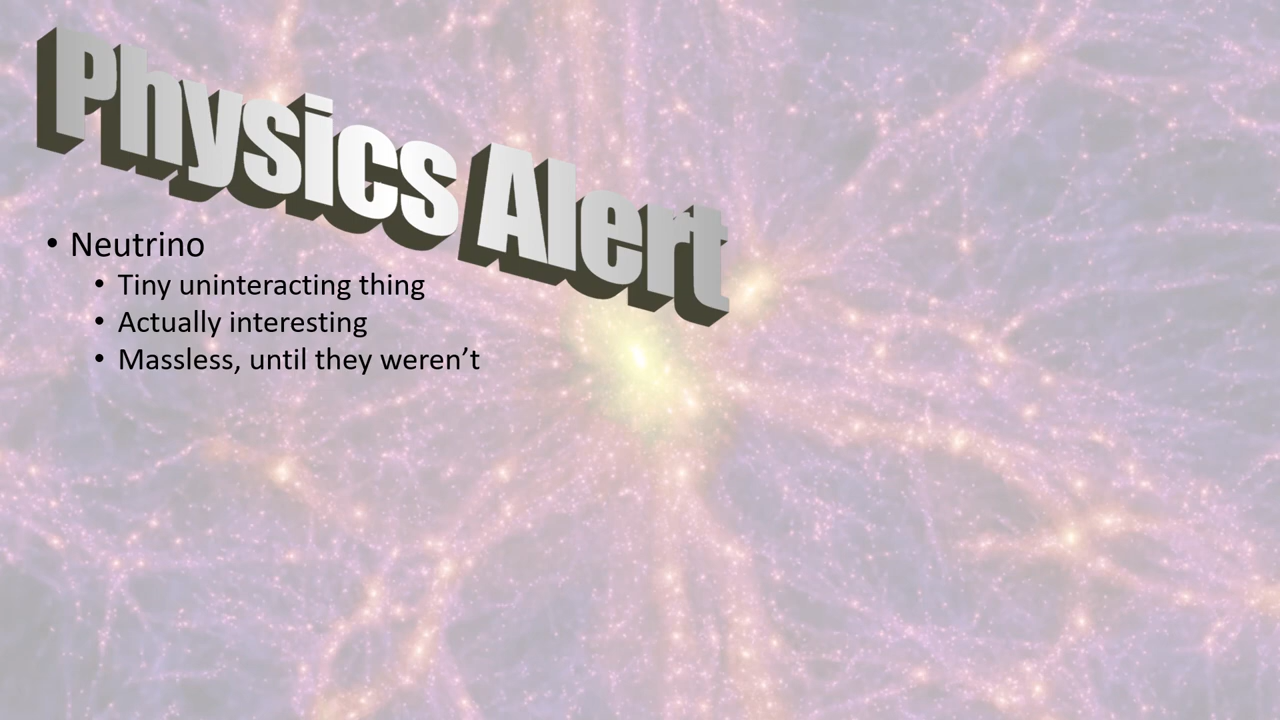 Physics Alert
• Neutrino
• Tiny uninteracting thing
• Actually interesting
• Massless, until they weren’t